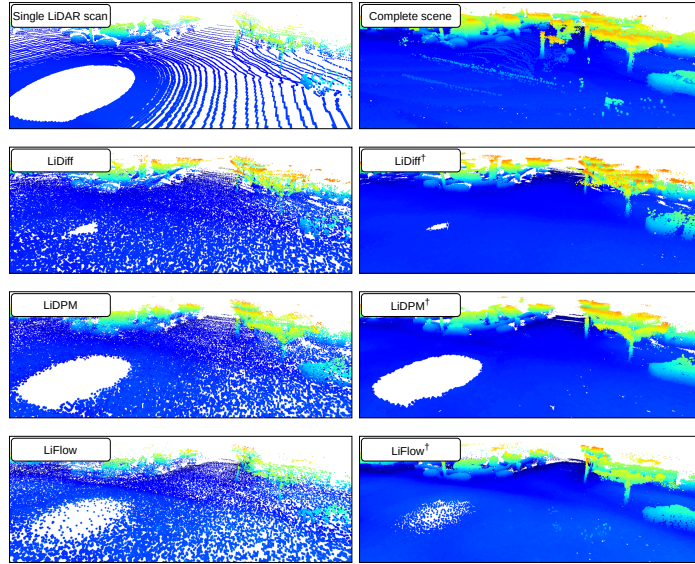 Single LiDAR scan
Complete scene
LiDiff
LiDiff†
LiDPM
LiDPM†
LiFlow
LiFlow†